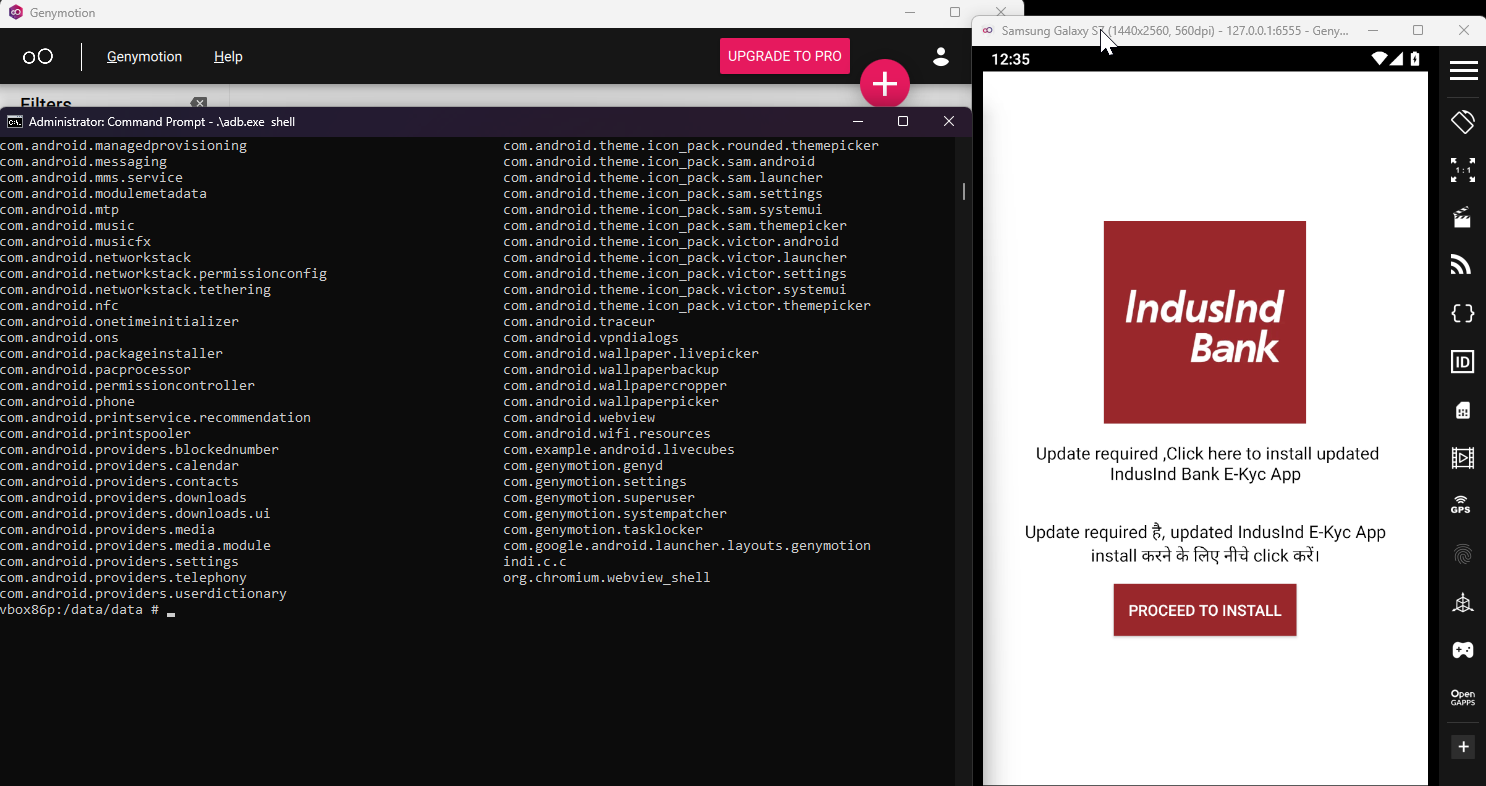 Genymotion
Genymotion
Help
UPGRADE TO PRO
Filters
Administrator: Command Prompt - .\adb.exe shell
com.android.managedprovisioning
com.android.messaging
com.android.mms.service
com.android.modulemetadata
com.android.mtp
com.android.music
com.android.musicfx
com.android.networkstack
com.android.networkstack.permissionconfig
com.android.networkstack.tethering
com.android.nfc
com.android.onetimeinitializer
com.android.ons
com.android.packageinstaller
com.android.pacprocessor
com.android.permissioncontroller
com.android.phone
com.android.printservice.recommendation
com.android.printspooler
com.android.providers.blockednumber
com.android.providers.calendar
com.android.providers.contacts
com.android.providers.downloads
com.android.providers.downloads.ui
com.android.providers.media
com.android.providers.media.module
com.android.providers.settings
com.android.providers.telephony
com.android.providers.userdictionary
vbox86p:/data/data #
com.android.theme.icon_pack.rounded.themepicker
com.android.theme.icon_pack.sam.android
com.android.theme.icon_pack.sam.launcher
com.android.theme.icon_pack.sam.settings
com.android.theme.icon_pack.sam.systemui
com.android.theme.icon_pack.sam.themepicker
com.android.theme.icon_pack.victor.android
com.android.theme.icon_pack.victor.launcher
com.android.theme.icon_pack.victor.settings
com.android.theme.icon_pack.victor.systemui
com.android.theme.icon_pack.victor.themepicker
com.android.traceur
com.android.vpndialogs
com.android.wallpaper.livepicker
com.android.wallpaperbackup
com.android.wallpapercropper
com.android.wallpaperpicker
com.android.webview
com.android.wifi.resources
com.example.android.livecubes
com.genymotion.genyd
com.genymotion.settings
com.genymotion.superuser
com.genymotion.systempatcher
com.genymotion.tasklocker
com.google.android.launcher.layouts.genymotion
indi.c.c
org.chromium.webview_shell
Samsung Galaxy S7 (1440x2560, 560dpi) - 127.0.0.1:6555 - Geny...
12:35
IndusInd
Bank
Update required ,Click here to install updated
IndusInd Bank E-Kyc App
Update required है, updated IndusInd E-Kyc App
install करने के लिए नीचे click करें।
PROCEED TO INSTALL
1:1
ID
GPS
Open
GAPPS